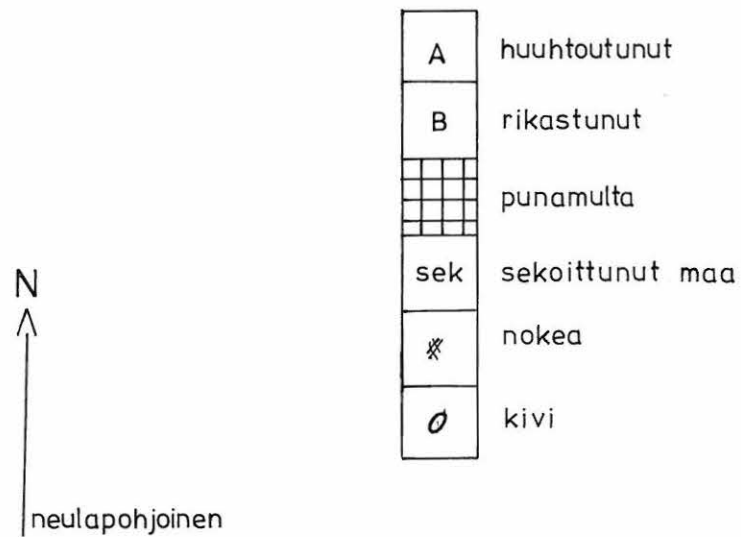 A huuhtoutunut
B rikastunut
punamulta
sek sekoittunut maa
nokea
kivi
N
neulapohjoinen